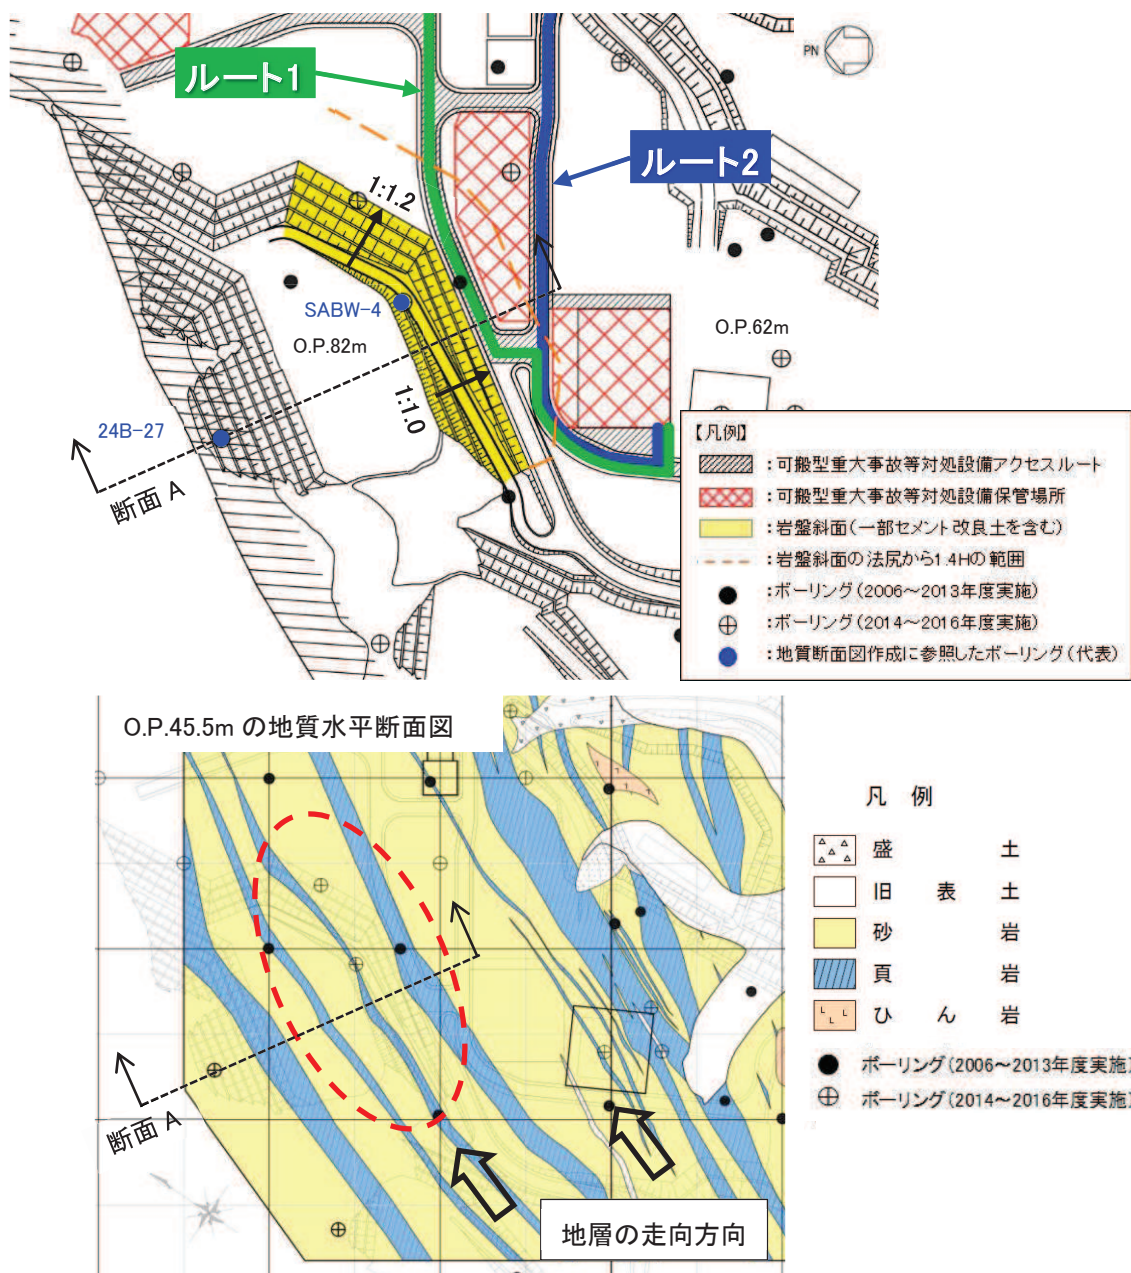 PN
ルート1
ルート2
1:1.2
SABW-4
O.P.82m
O.P.62m
1:1.0
24B-27
断面 A
【凡例】
：可搬型重大事故等対処設備アクセスルート
：可搬型重大事故等対処設備保管場所
：岩盤斜面(一部セメント改良土を含む)
：岩盤斜面の法尻から1.4Hの範囲
：ボーリング(2006～2013年度実施)
：ボーリング(2014～2016年度実施)
：地質断面図作成に参照したボーリング(代表)
O.P.45.5m の地質水平断面図
断面 A
地層の走向方向
凡 例
盛 土
旧 表 土
砂 岩
頁 岩
ひ ん 岩
ボーリング(2006～2013年度実施)
ボーリング(2014～2016年度実施)